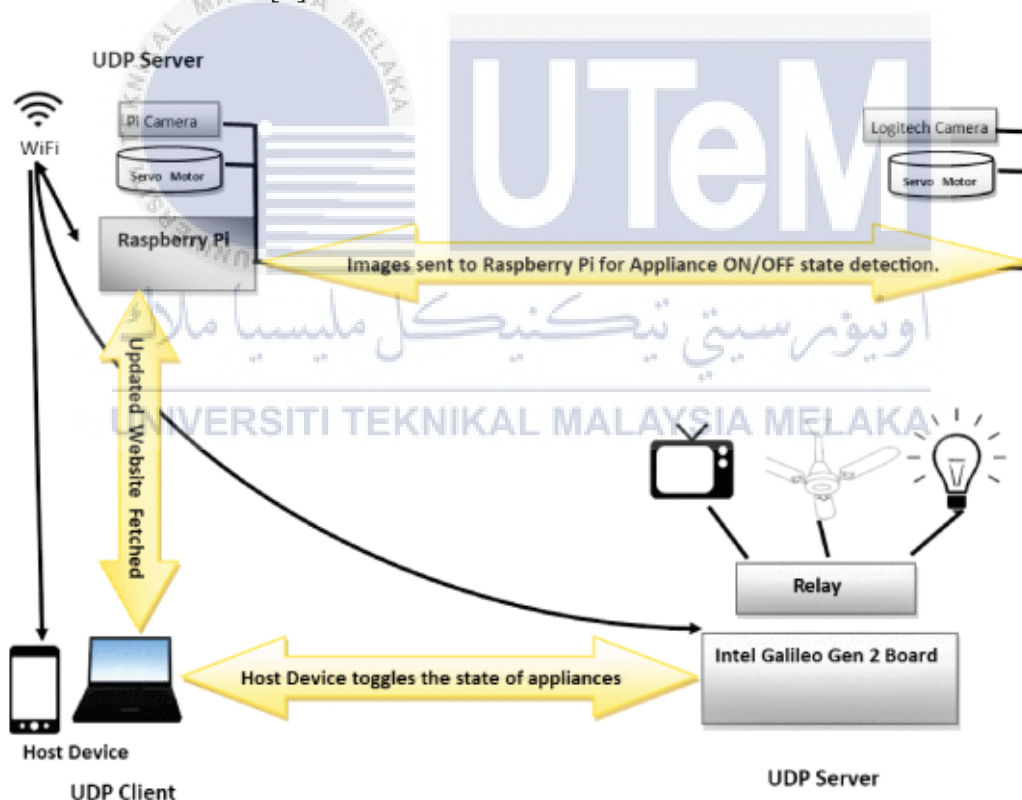 UDP Server
WiFi
Pi Camera
Servo Motor
Raspberry Pi
Logitech Camera
Servo Motor
UTeM
Images sent to Raspberry Pi for Appliance ON/OFF state detection.
اونيۏرسيتي تيكنيكل مليسيا ملاك
UNIVERSITI TEKNIKAL MALAYSIA MELAKA
Updated Website Fetched
Relay
Intel Galileo Gen 2 Board
Host Device toggles the state of appliances
Host Device
UDP Client
UDP Server